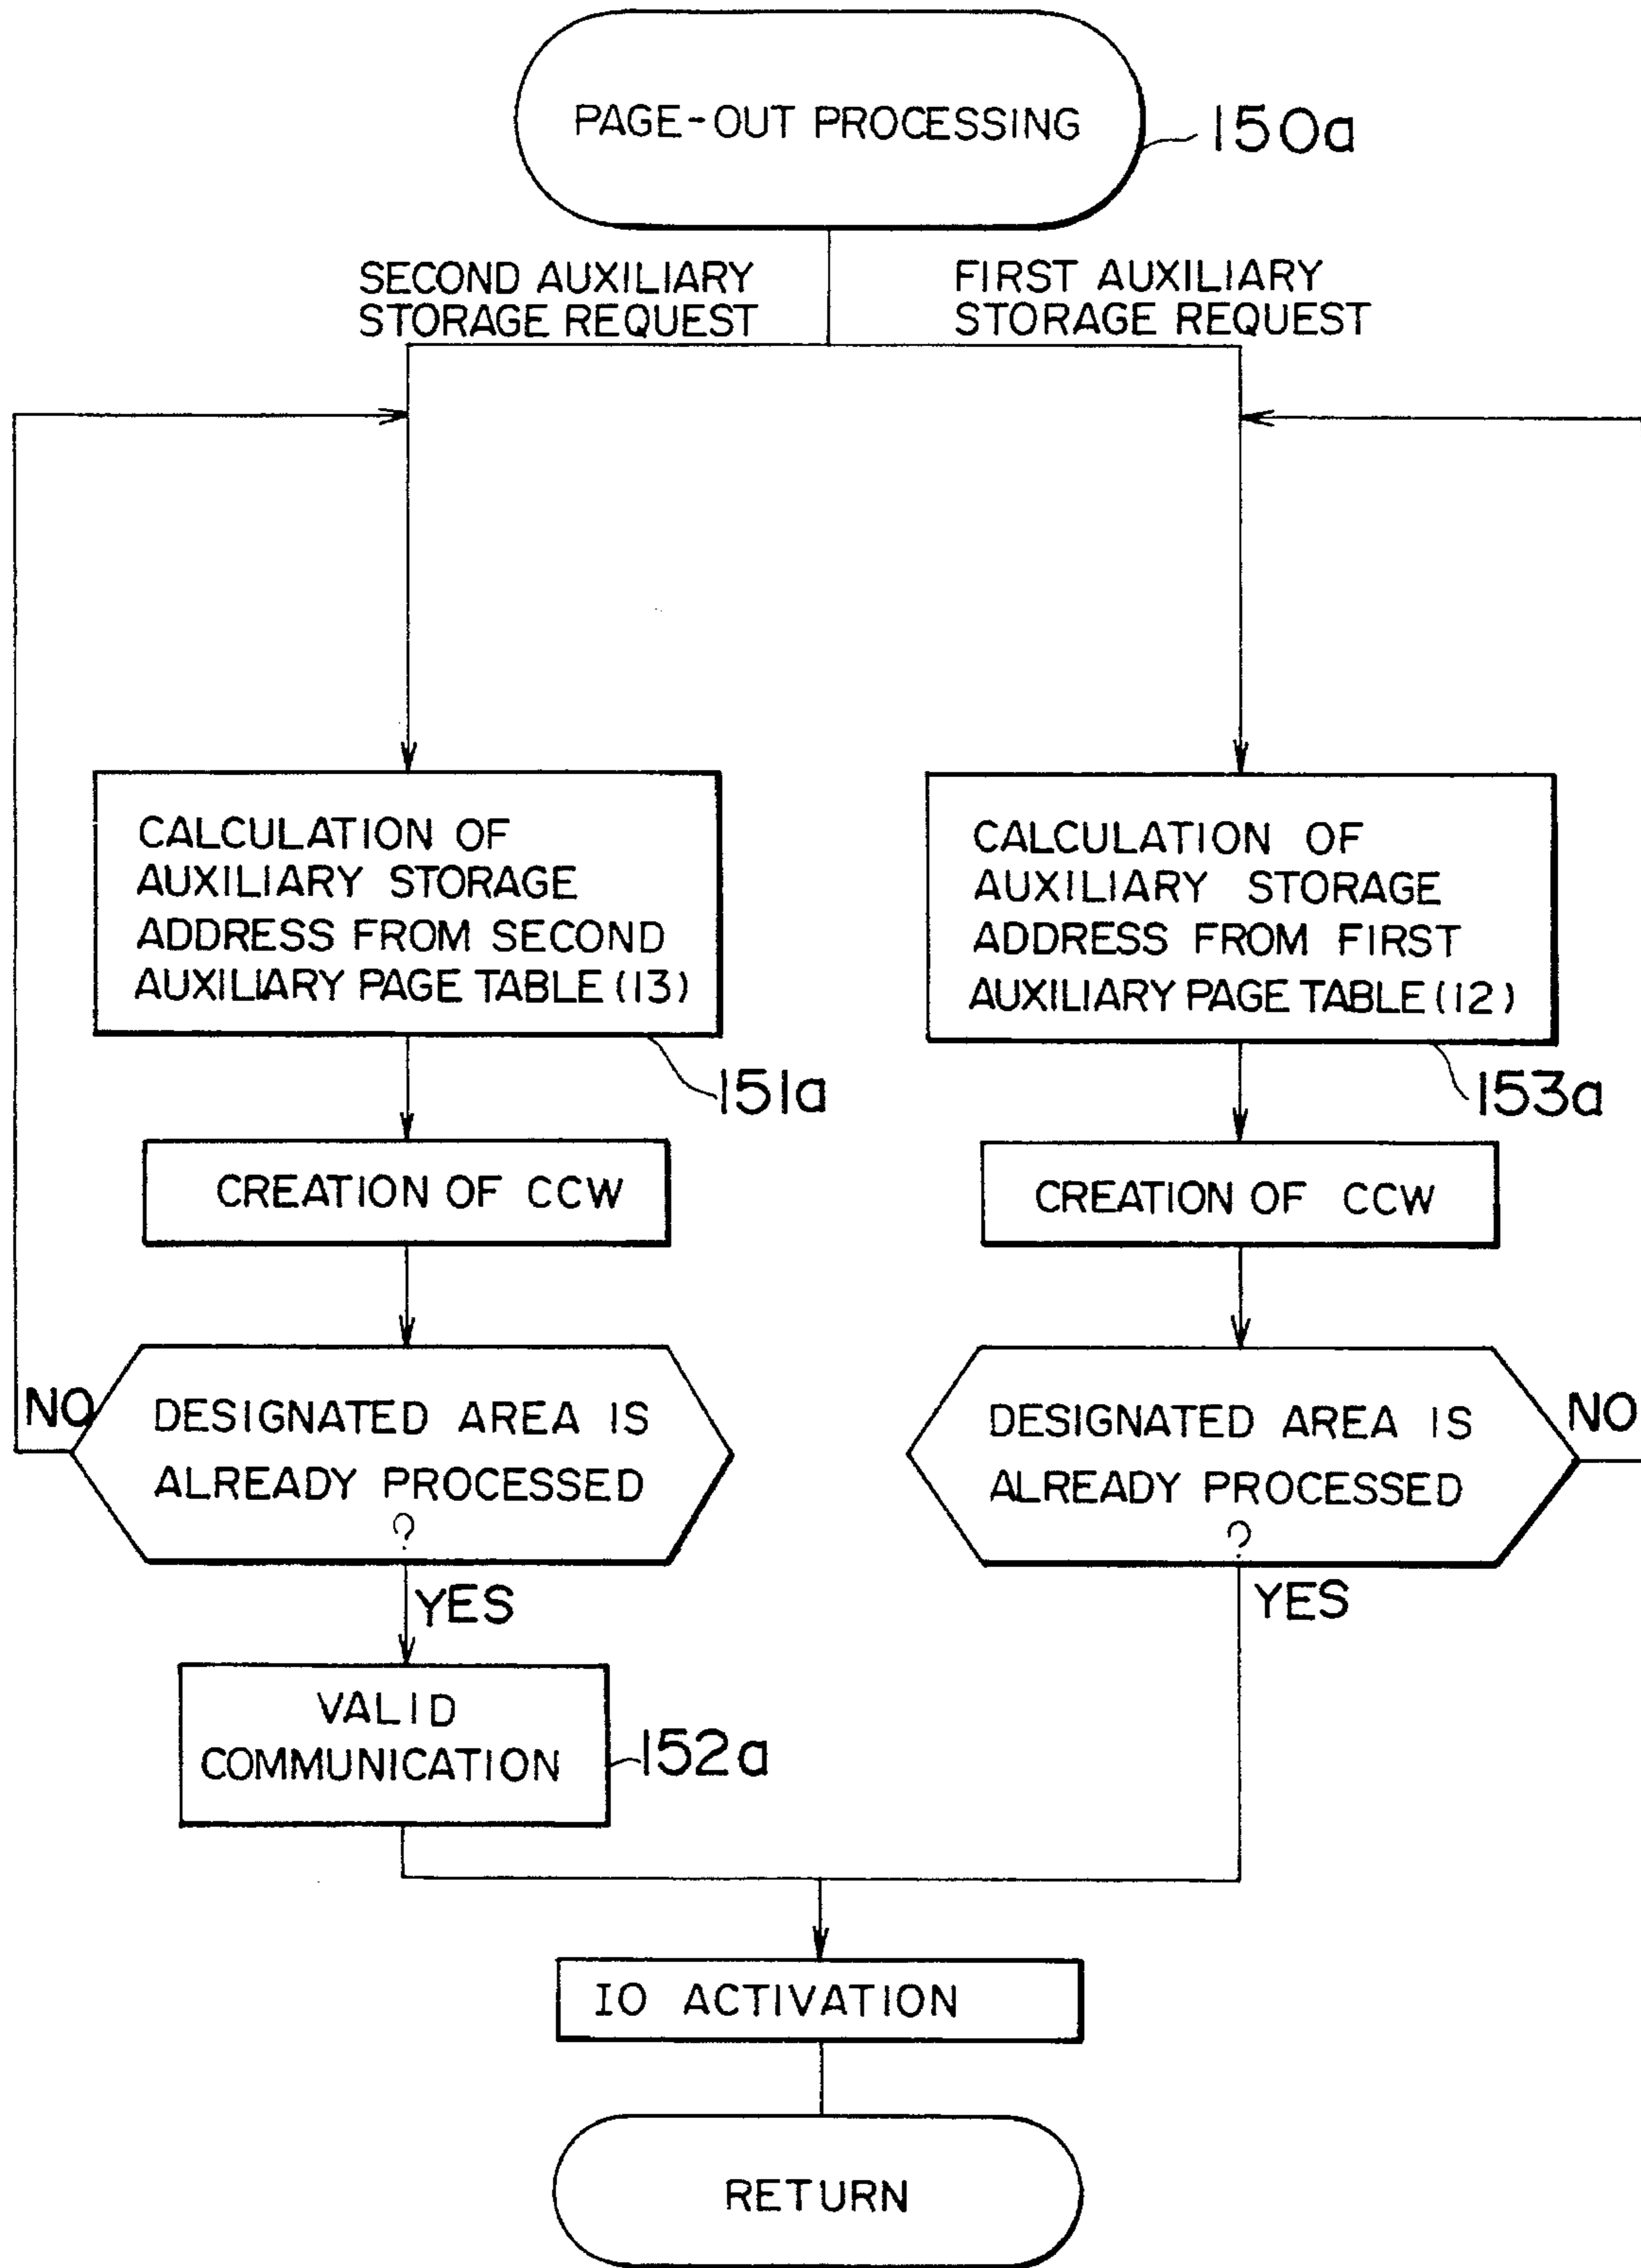 PAGE-OUT PROCESSING
150a
SECOND AUXILIARY
STORAGE REQUEST
FIRST AUXILIARY
STORAGE REQUEST
CALCULATION OF
AUXILIARY STORAGE
ADDRESS FROM SECOND
AUXILIARY PAGE TABLE (13)
151a
CALCULATION OF
AUXILIARY STORAGE
ADDRESS FROM FIRST
AUXILIARY PAGE TABLE (12)
153a
CREATION OF CCW
CREATION OF CCW
NO
DESIGNATED AREA IS
ALREADY PROCESSED
?
YES
DESIGNATED AREA IS
ALREADY PROCESSED
?
NO
YES
VALID
COMMUNICATION
152a
IO ACTIVATION
RETURN